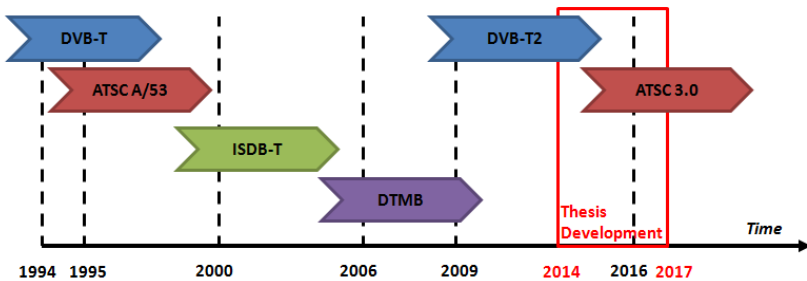 DVB-T
DVB-T2
ATSC A/53
ATSC 3.0
ISDB-T
DTMB
Thesis
Development
Time
1994
1995
2000
2006
2009
2014
2016
2017